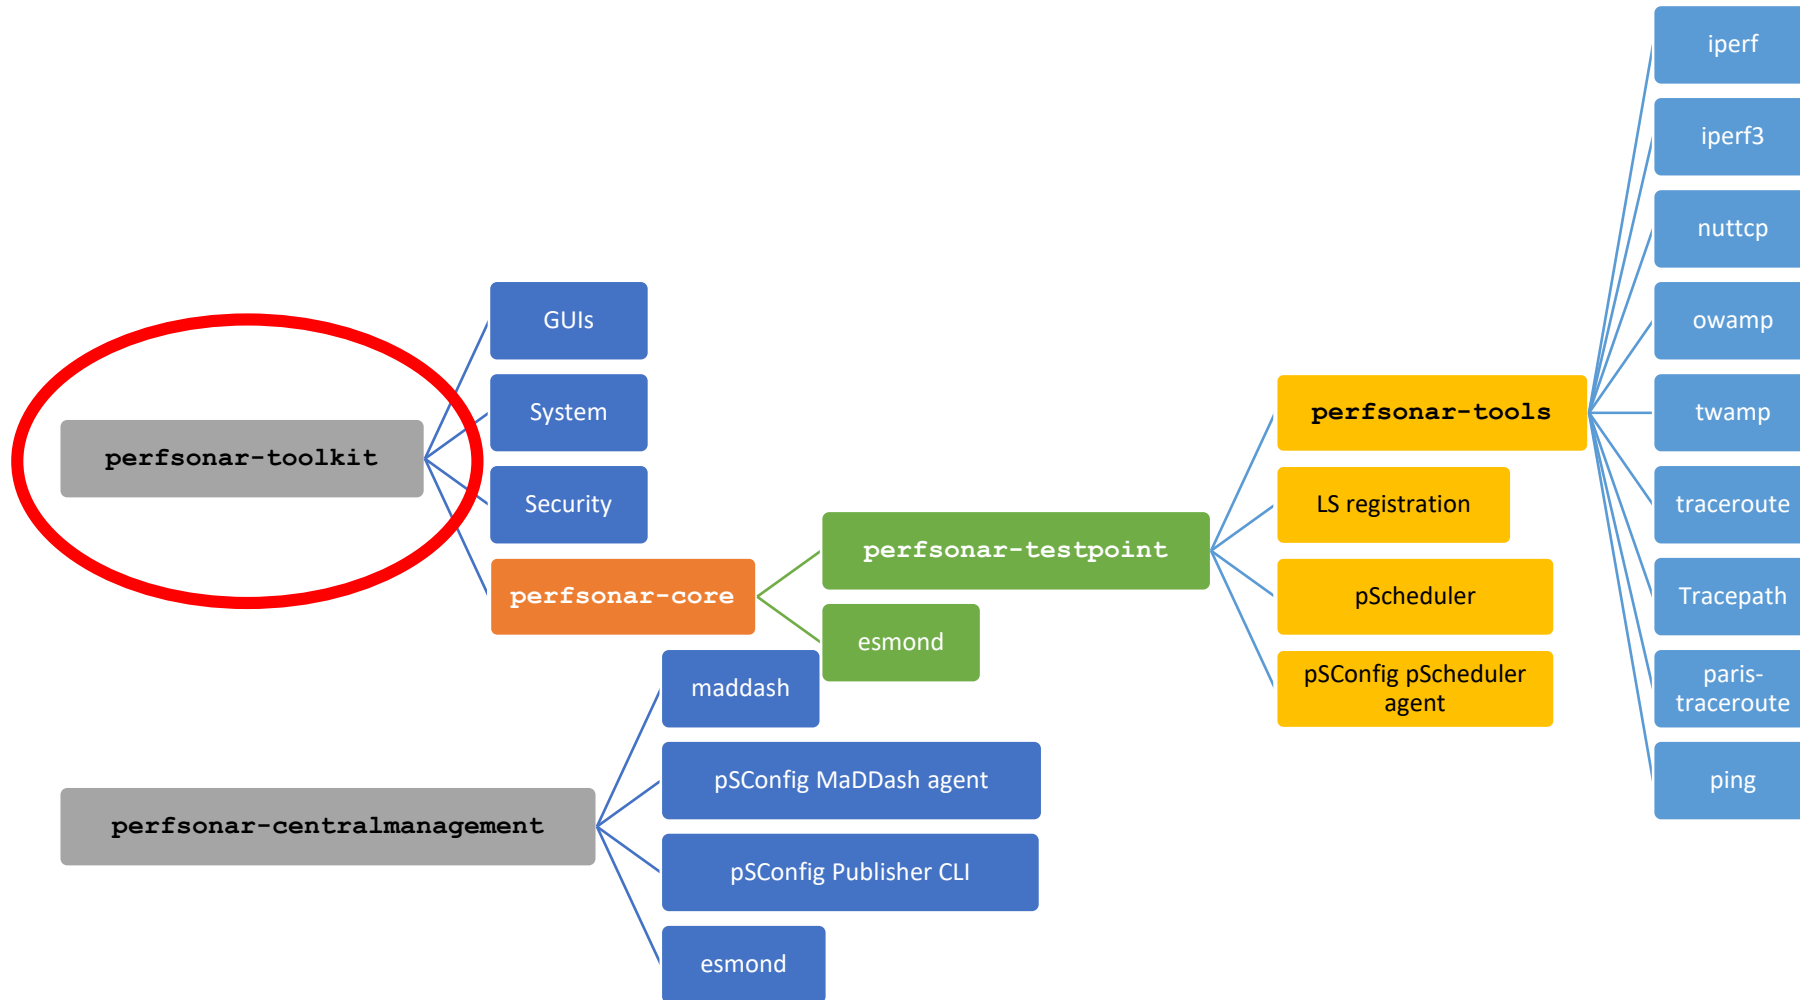 perfsonar-toolkit
GUIs
System
Security
perfsonar-core
perfsonar-testpoint
esmond
perfsonar-tools
LS registration
pScheduler
pSConfig pScheduler
agent
iperf
iperf3
nuttcp
owamp
twamp
traceroute
Tracepath
paris-
traceroute
ping
perfsonar-centralmanagement
maddash
pSConfig MaDDash agent
pSConfig Publisher CLI
esmond